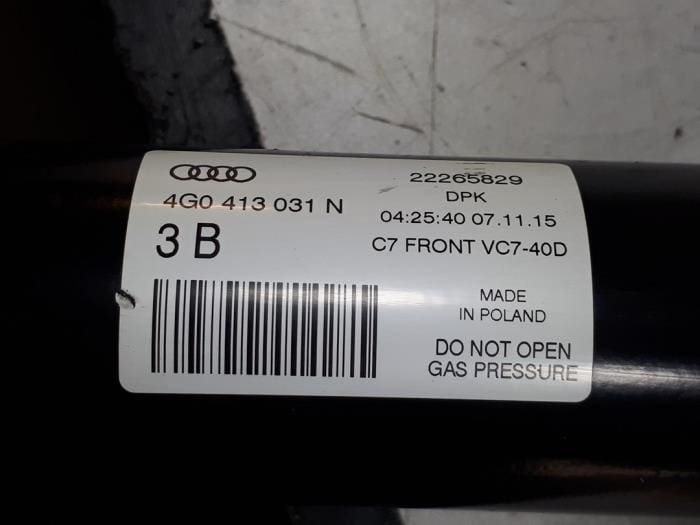 4G0 413 031 N
3 B
22265829
DPK
04:25:40 07.11.15
C7 FRONT VC7-40D
MADE
IN POLAND
DO NOT OPEN
GAS PRESSURE